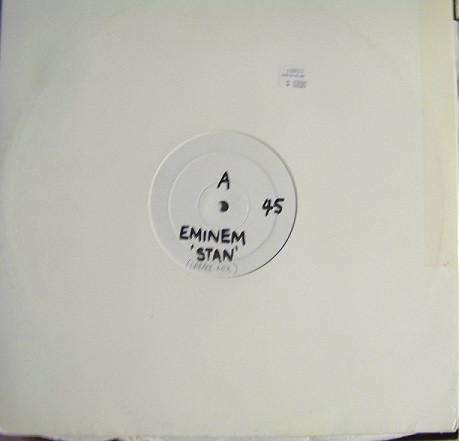 A
45
EMINEM
'STAN'